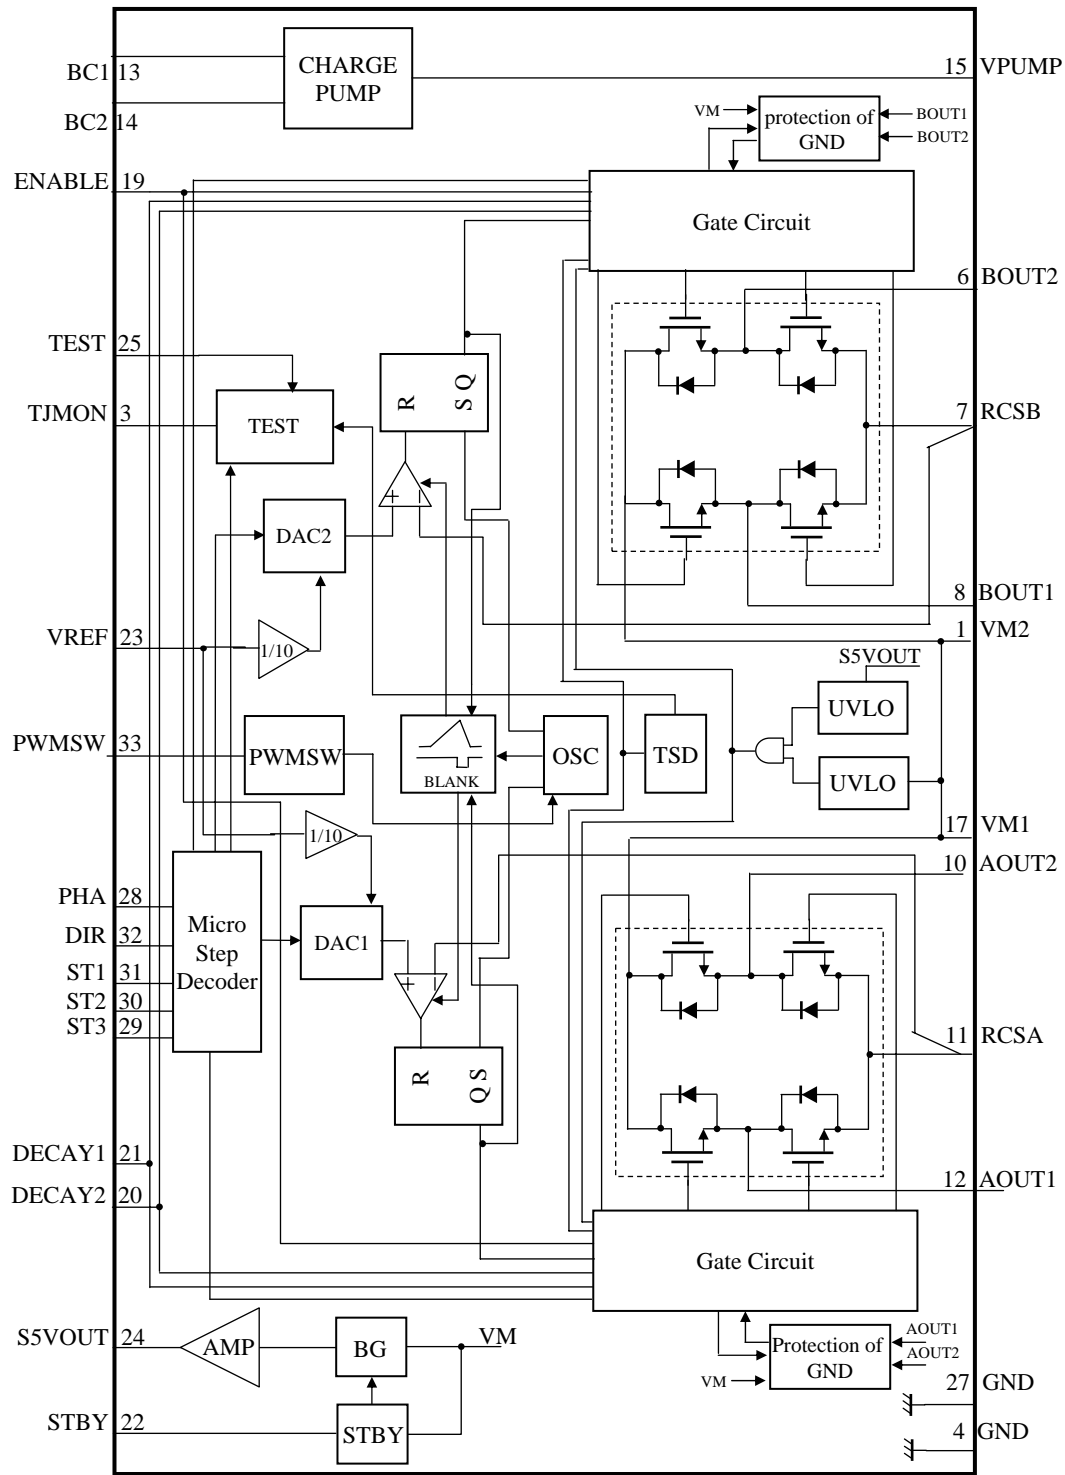 CHARGE
PUMP
BC1 13
BC2 14
15 VPUMP
VM
protection of
GND
BOUT1
BOUT2
ENABLE 19
Gate Circuit
6 BOUT2
TEST 25
R
S Q
TJMON 3
TEST
7 RCSB
+ −
DAC2
8 BOUT1
VREF 23
1/10
1 VM2
S5VOUT
UVLO
PWMSW 33
PWMSW
BLANK
OSC
TSD
UVLO
1/10
17 VM1
10 AOUT2
PHA 28
DIR 32
ST1 31
ST2 30
ST3 29
Micro
Step
Decoder
DAC1
+ −
11 RCSA
R
Q S
DECAY1 21
DECAY2 20
12 AOUT1
Gate Circuit
S5VOUT 24
AMP
BG
VM
Protection of
GND
AOUT1
AOUT2
VM
27 GND
STBY 22
STBY
4 GND